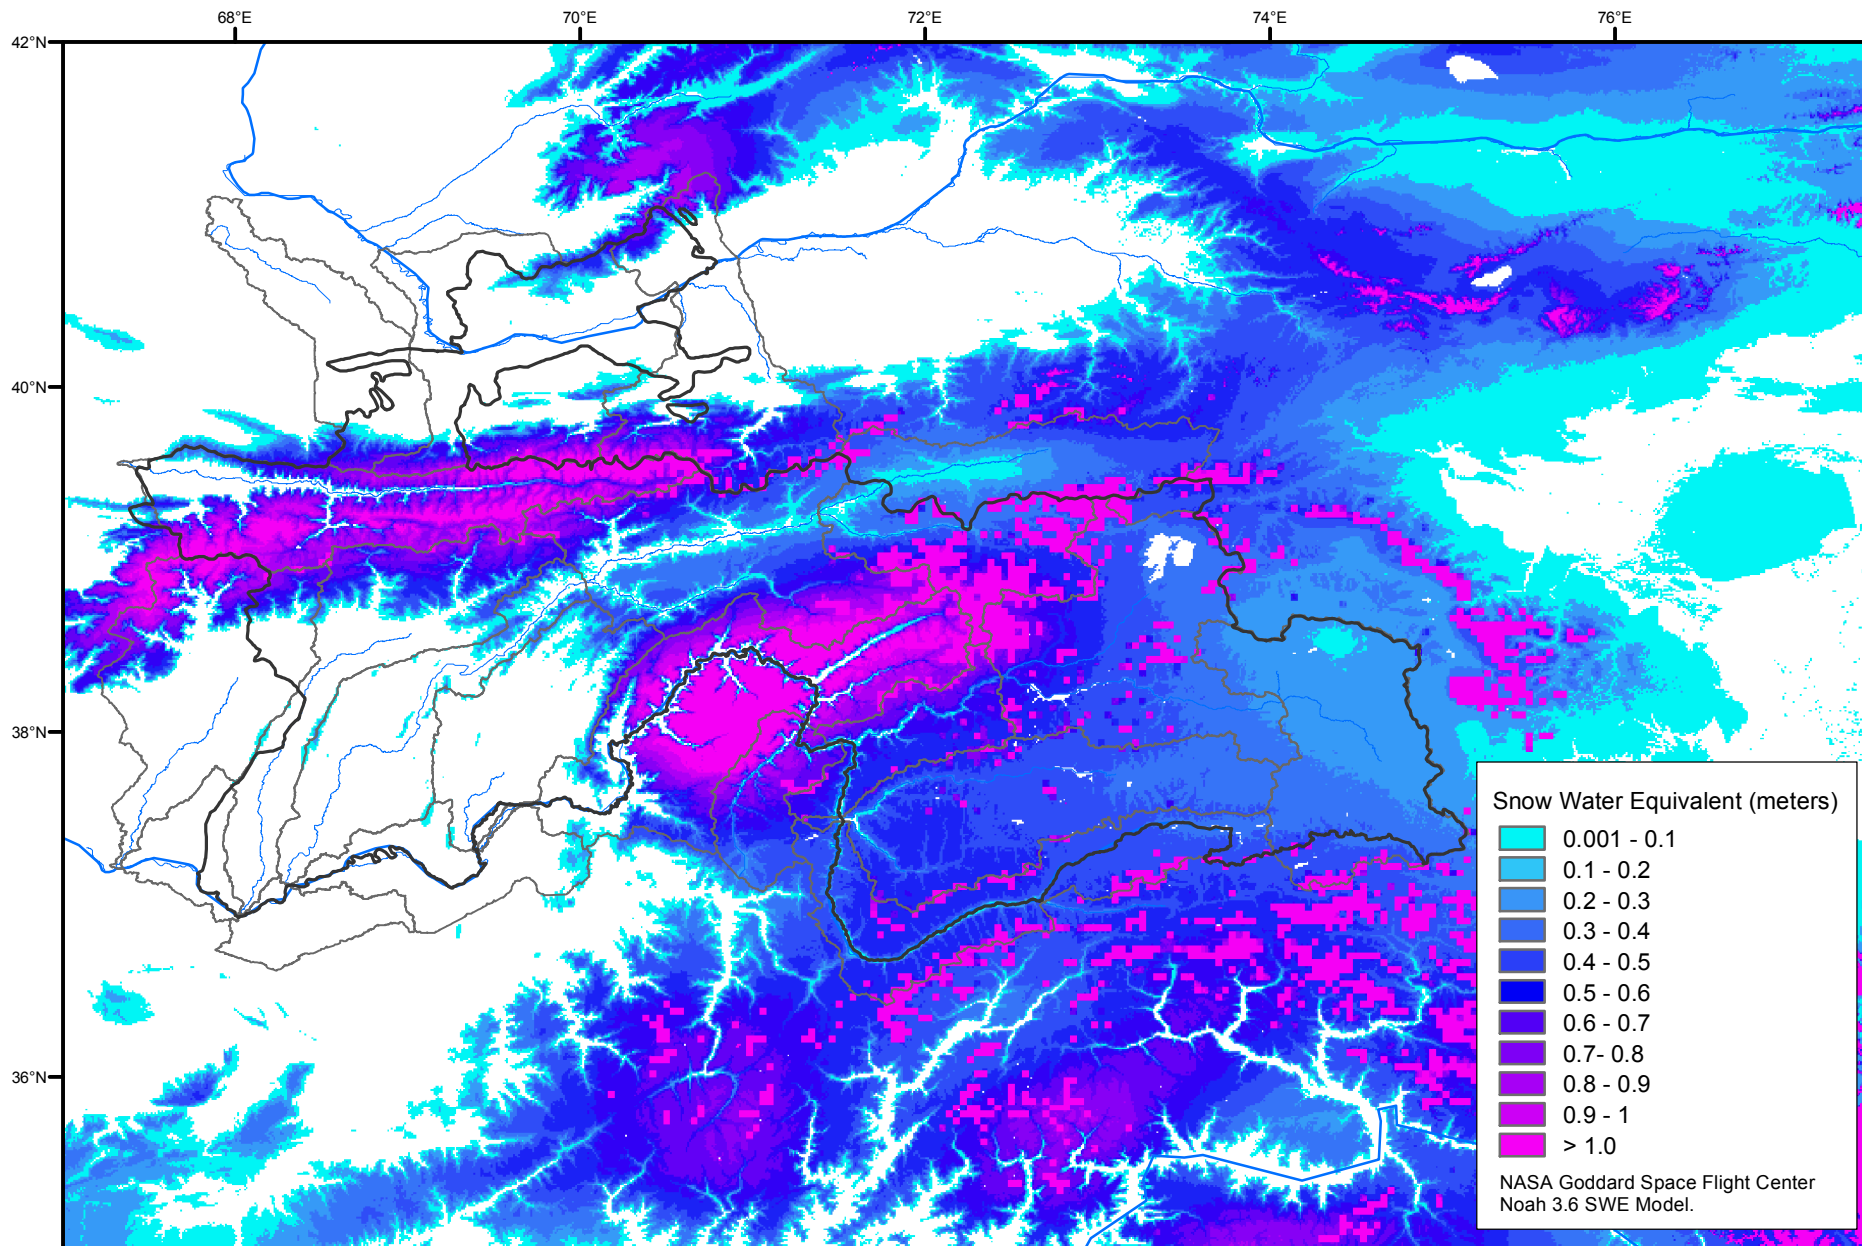 68°E
70°E
72°E
74°E
76°E
42°N
40°N
38°N
36°N
Snow Water Equivalent (meters)
0.001 - 0.1
0.1 - 0.2
0.2 - 0.3
0.3 - 0.4
0.4 - 0.5
0.5 - 0.6
0.6 - 0.7
0.7- 0.8
0.8 - 0.9
0.9 - 1
> 1.0
NASA Goddard Space Flight Center
Noah 3.6 SWE Model.